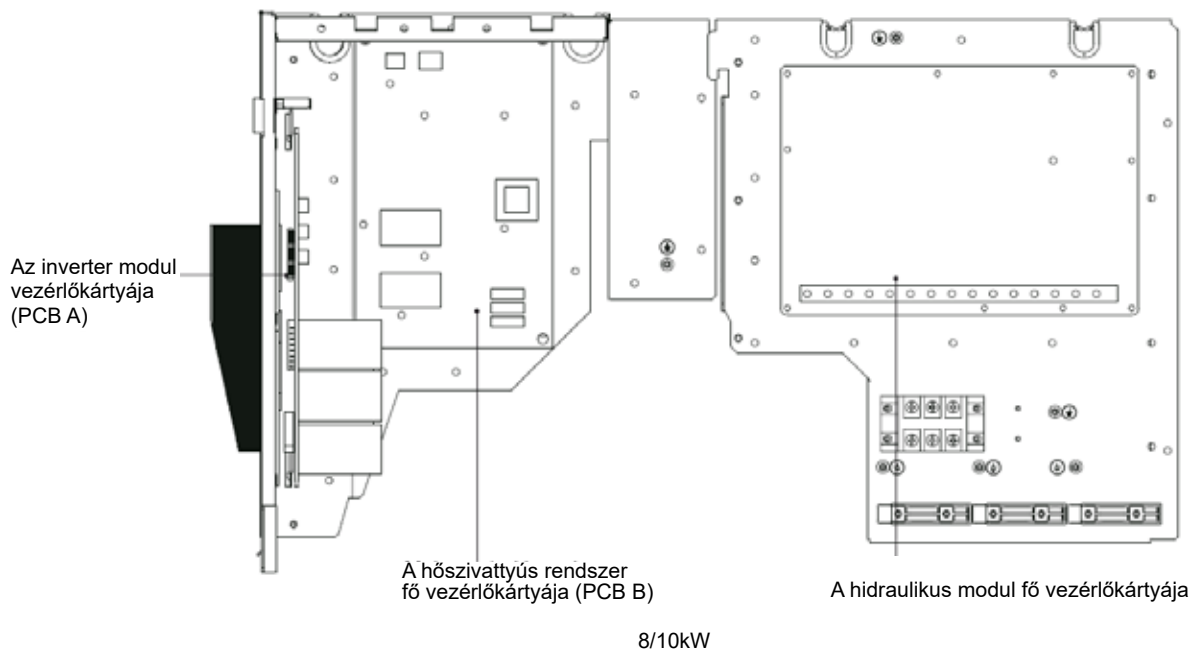 Az inverter modul
vezérlőkártyája
(PCB A)
A hőszivattyús rendszer
fő vezérlőkártyája (PCB B)
A hidraulikus modul fő vezérlőkártyája
8/10kW